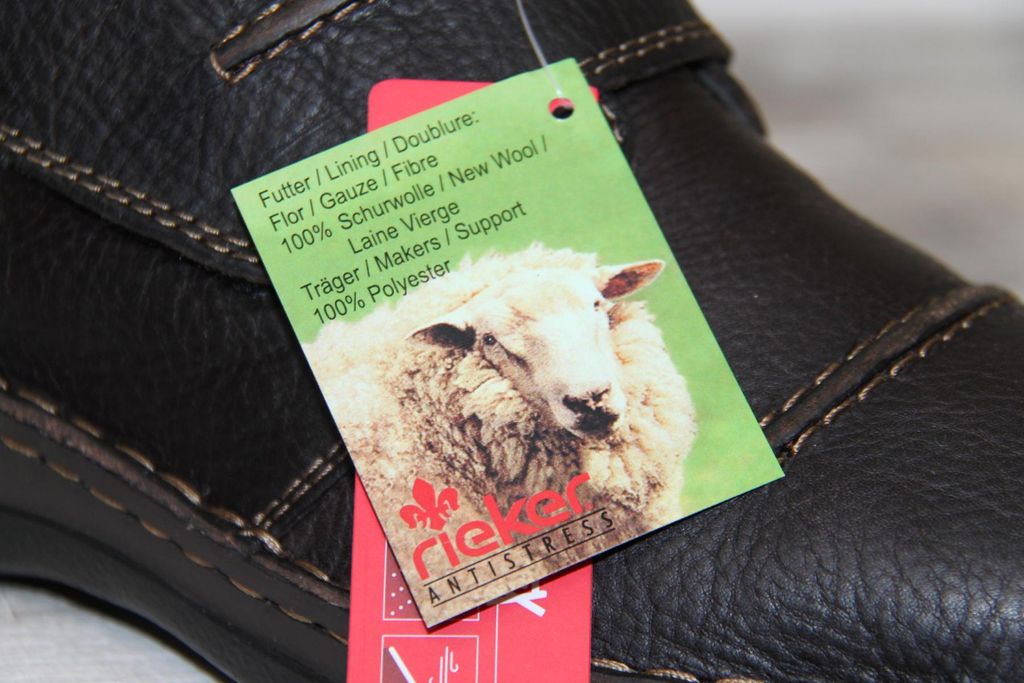 Futter / Lining / Doublure:
Flor / Gauze / Fibre
100% Schurwolle / New Wool /
Laine Vierge
Träger / Makers / Support
100% Polyester
rieker
ANTISTRESS